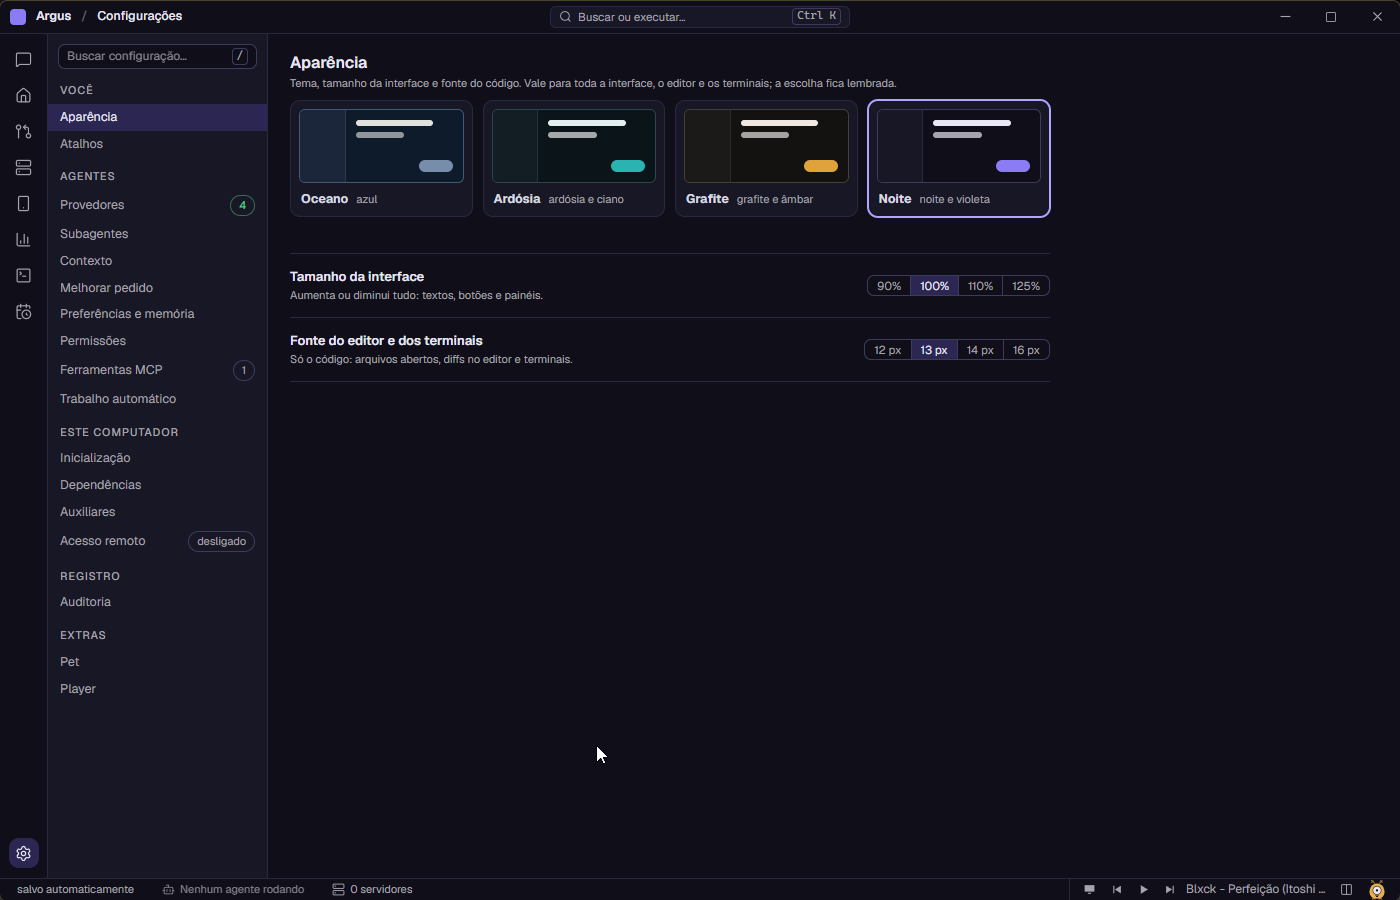 Argus / Configurações
Buscar ou executar... Ctrl K
Buscar configuração... /
VOCÊ
Aparência
Atalhos
AGENTES
Provedores 4
Subagentes
Contexto
Melhorar pedido
Preferências e memória
Permissões
Ferramentas MCP 1
Trabalho automático
ESTE COMPUTADOR
Inicialização
Dependências
Auxiliares
Acesso remoto desligado
REGISTRO
Auditoria
EXTRAS
Pet
Player
Aparência
Tema, tamanho da interface e fonte do código. Vale para toda a interface, o editor e os terminais; a escolha fica lembrada.
Oceano azul
Ardósia ardósia e ciano
Grafite grafite e âmbar
Noite noite e violeta
Tamanho da interface
Aumenta ou diminui tudo: textos, botões e painéis.
90% 100% 110% 125%
Fonte do editor e dos terminais
Só o código: arquivos abertos, diffs no editor e terminais.
12 px 13 px 14 px 16 px
salvo automaticamente Nenhum agente rodando 0 servidores Blxck - Perfeição (Itoshi ...